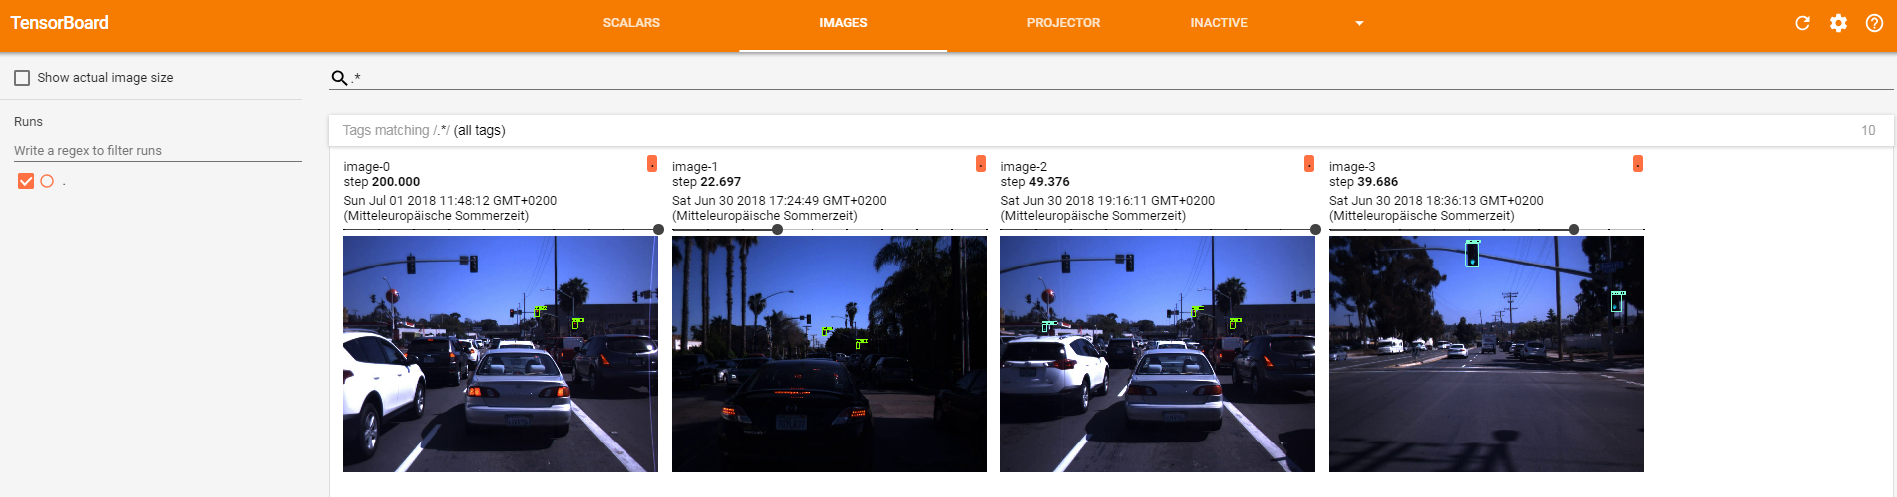 TensorBoard SCALARS IMAGES PROJECTOR INACTIVE
Show actual image size
.*
Runs
Write a regex to filter runs
.
Tags matching /.*/ (all tags) 10
image-0
step 200.000
Sun Jul 01 2018 11:48:12 GMT+0200
(Mitteleuropäische Sommerzeit)
image-1
step 22.697
Sat Jun 30 2018 17:24:49 GMT+0200
(Mitteleuropäische Sommerzeit)
image-2
step 49.376
Sat Jun 30 2018 19:16:11 GMT+0200
(Mitteleuropäische Sommerzeit)
image-3
step 39.686
Sat Jun 30 2018 18:36:13 GMT+0200
(Mitteleuropäische Sommerzeit)